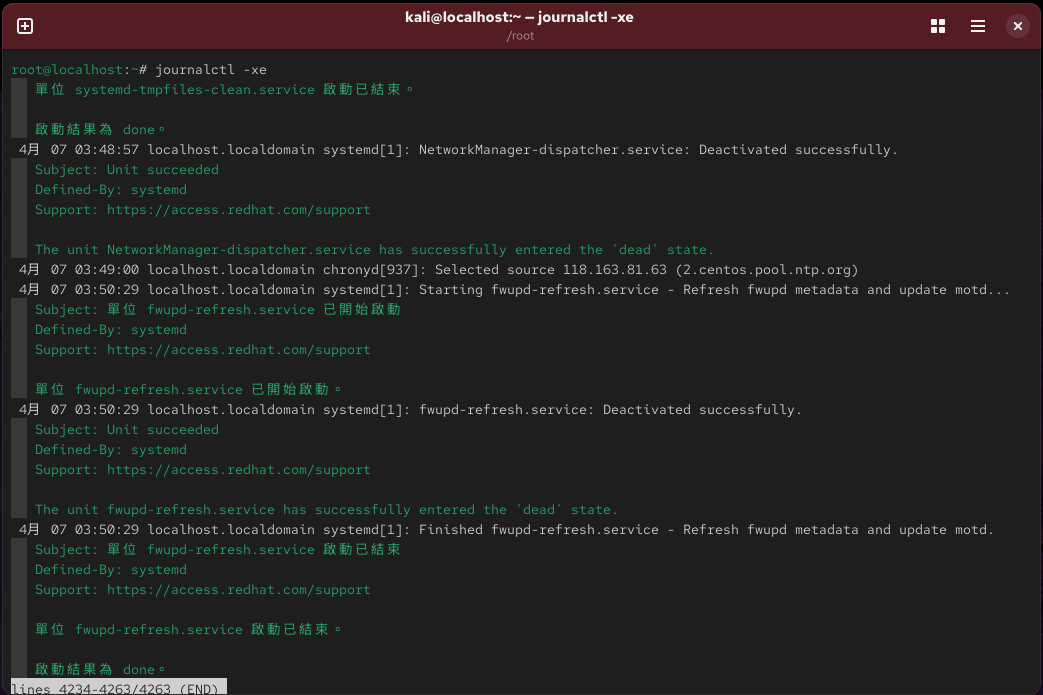 kali@localhost:~ — journalctl -xe
/root
root@localhost:~# journalctl -xe
單位 systemd-tmpfiles-clean.service 啟動已結束。
啟動結果為 done。
4月 07 03:48:57 localhost.localdomain systemd[1]: NetworkManager-dispatcher.service: Deactivated successfully.
Subject: Unit succeeded
Defined-By: systemd
Support: https://access.redhat.com/support
The unit NetworkManager-dispatcher.service has successfully entered the 'dead' state.
4月 07 03:49:00 localhost.localdomain chronyd[937]: Selected source 118.163.81.63 (2.centos.pool.ntp.org)
4月 07 03:50:29 localhost.localdomain systemd[1]: Starting fwupd-refresh.service - Refresh fwupd metadata and update motd...
Subject: 單位 fwupd-refresh.service 已開始啟動
Defined-By: systemd
Support: https://access.redhat.com/support
單位 fwupd-refresh.service 已開始啟動。
4月 07 03:50:29 localhost.localdomain systemd[1]: fwupd-refresh.service: Deactivated successfully.
Subject: Unit succeeded
Defined-By: systemd
Support: https://access.redhat.com/support
The unit fwupd-refresh.service has successfully entered the 'dead' state.
4月 07 03:50:29 localhost.localdomain systemd[1]: Finished fwupd-refresh.service - Refresh fwupd metadata and update motd.
Subject: 單位 fwupd-refresh.service 啟動已結束
Defined-By: systemd
Support: https://access.redhat.com/support
單位 fwupd-refresh.service 啟動已結束。
啟動結果為 done。
lines 4234-4263/4263 (END)